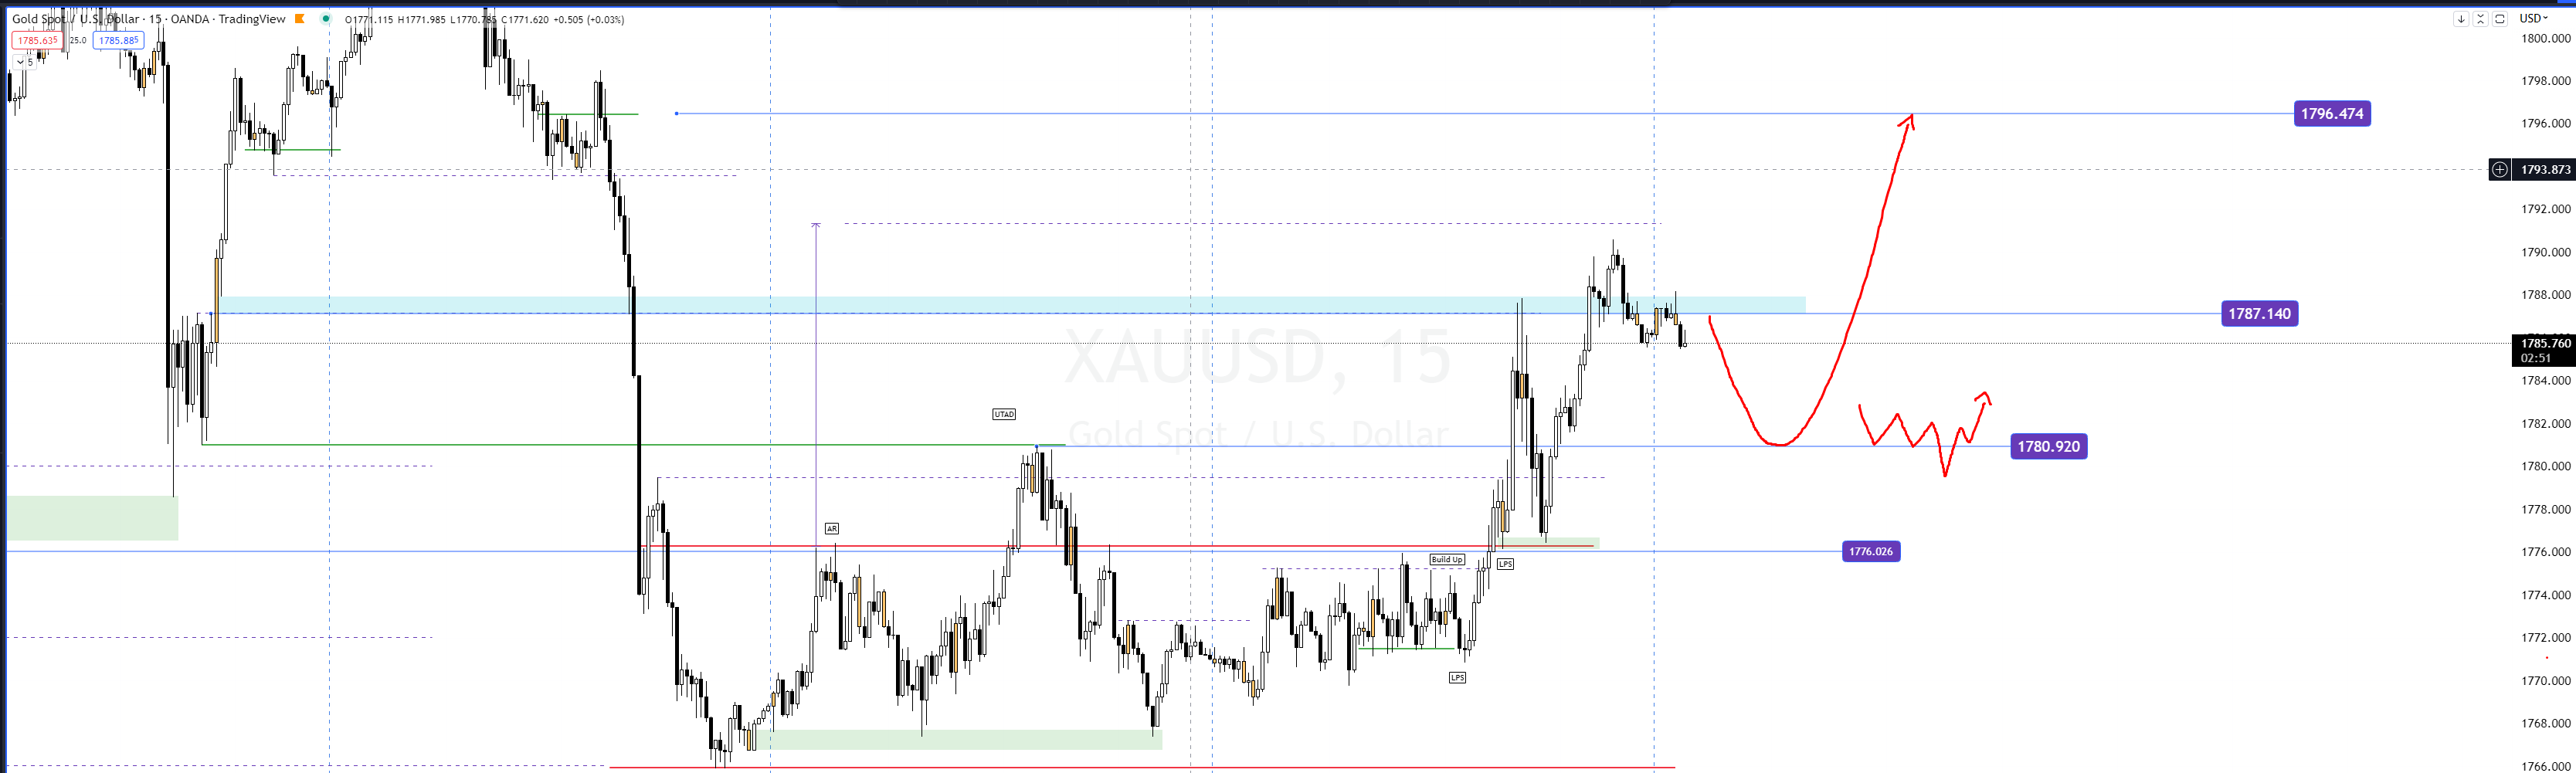 Gold Spot / U.S. Dollar · 15 · OANDA · TradingView O1771.115 H1771.985 L1770.785 C1771.620 +0.505 (+0.03%)
USD
1785.635 25.0 1785.885
5
1800.000
1798.000
1796.474
1796.000
1793.873
1792.000
1790.000
1788.000
1787.140
XAUUSD, 15
1785.760
02:51
1784.000
UTAD
1782.000
Gold Spot / U.S. Dollar
1780.920
1780.000
1778.000
AR
1776.026
1776.000
Build Up
LPS
1774.000
1772.000
LPS
1770.000
1768.000
1766.000